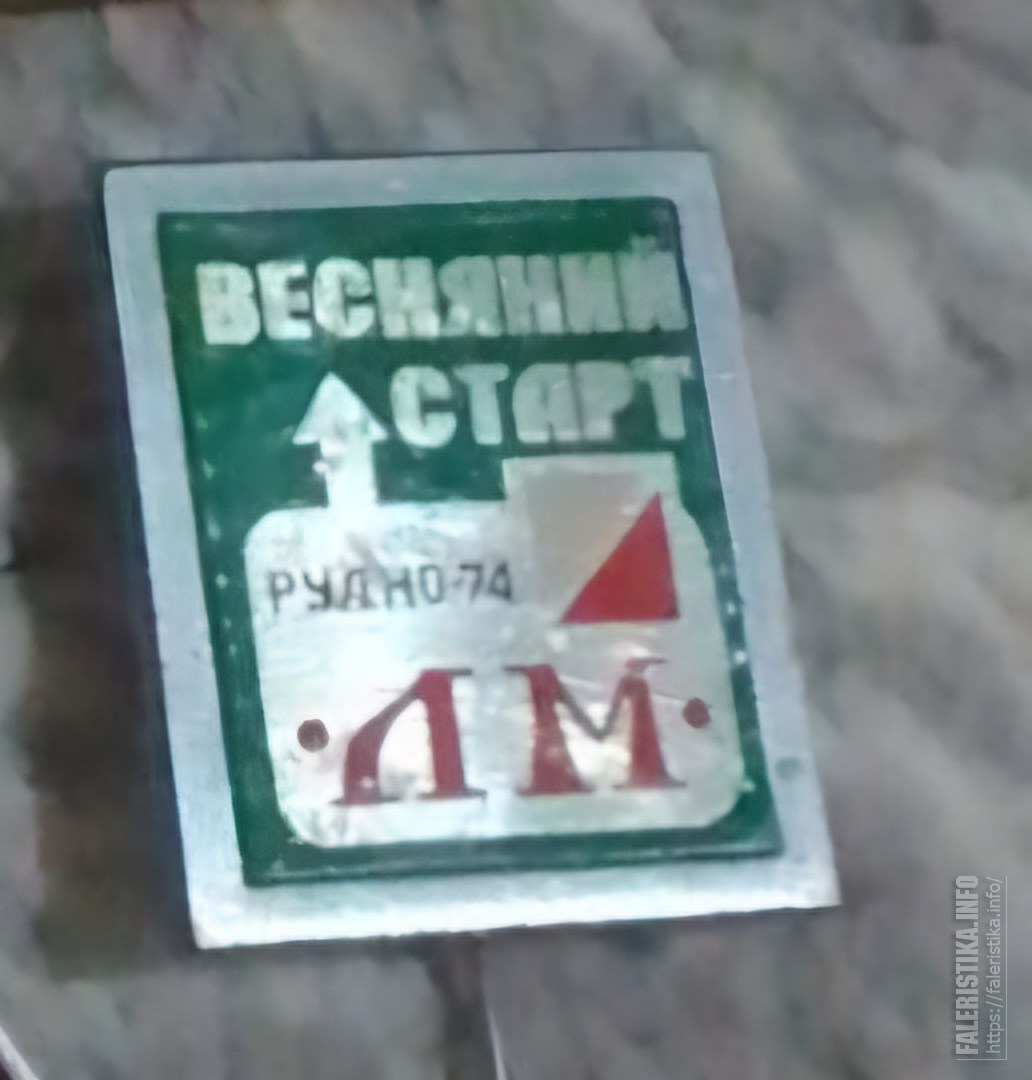 ВЕСНЯНИЙ
СТАРТ
РУДНО-74
·ЛМ·
FALERISTIKA.INFO
https://faleristika.info/